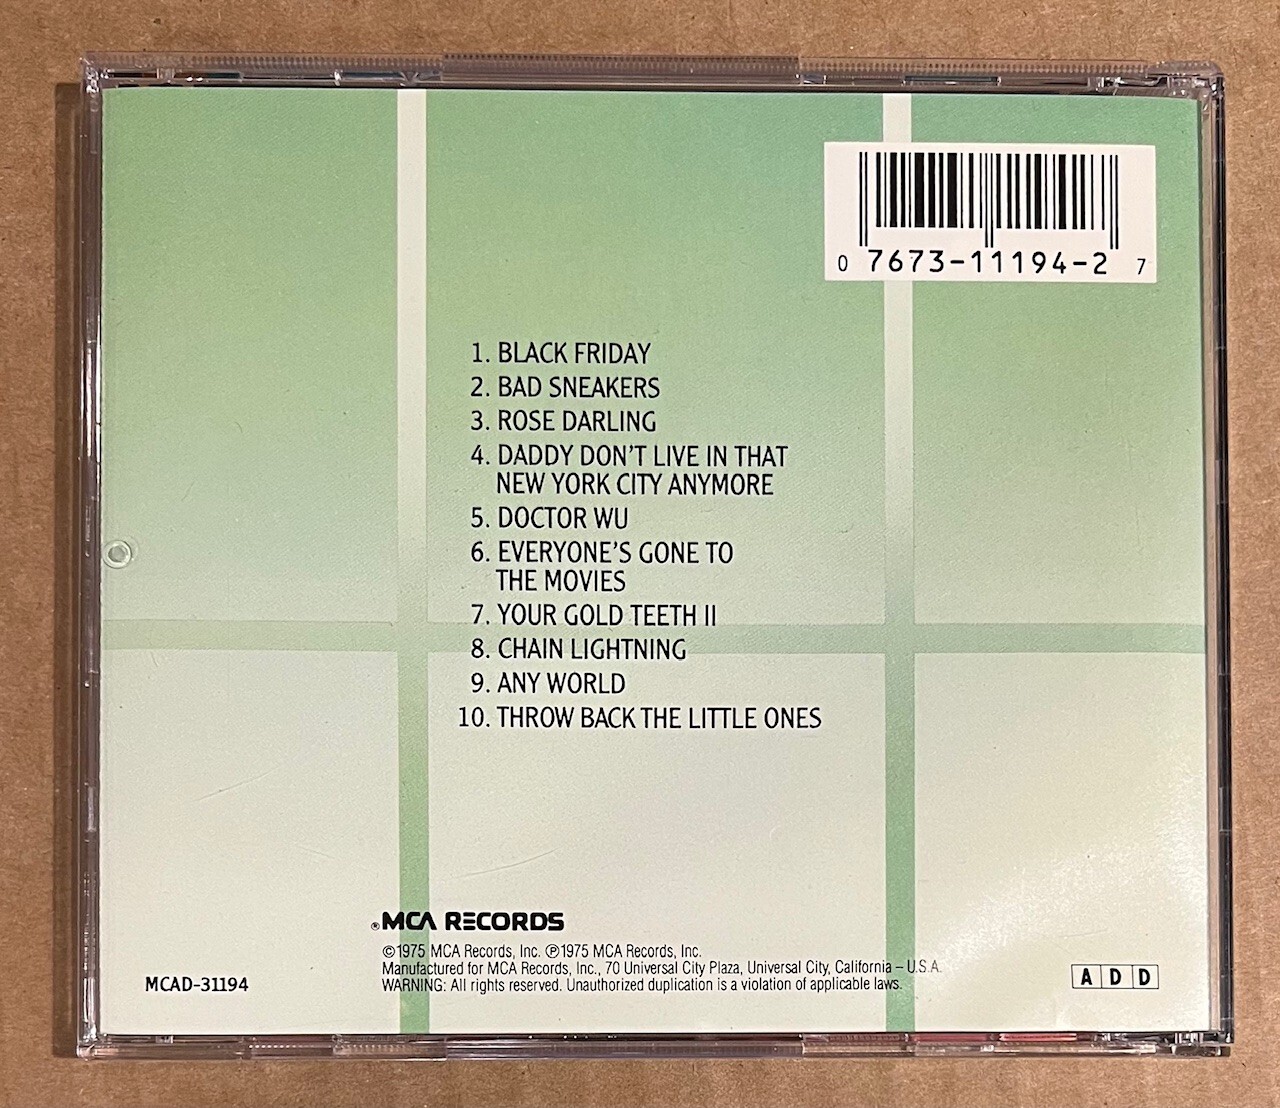 0 7673-11194-2 7
1. BLACK FRIDAY
2. BAD SNEAKERS
3. ROSE DARLING
4. DADDY DON'T LIVE IN THAT
NEW YORK CITY ANYMORE
5. DOCTOR WU
6. EVERYONE'S GONE TO
THE MOVIES
7. YOUR GOLD TEETH II
8. CHAIN LIGHTNING
9. ANY WORLD
10. THROW BACK THE LITTLE ONES
®MCA RECORDS
©1975 MCA Records, Inc. ℗1975 MCA Records, Inc.
Manufactured for MCA Records, Inc., 70 Universal City Plaza, Universal City, California – U.S.A.
WARNING: All rights reserved. Unauthorized duplication is a violation of applicable laws.
MCAD-31194
A D D